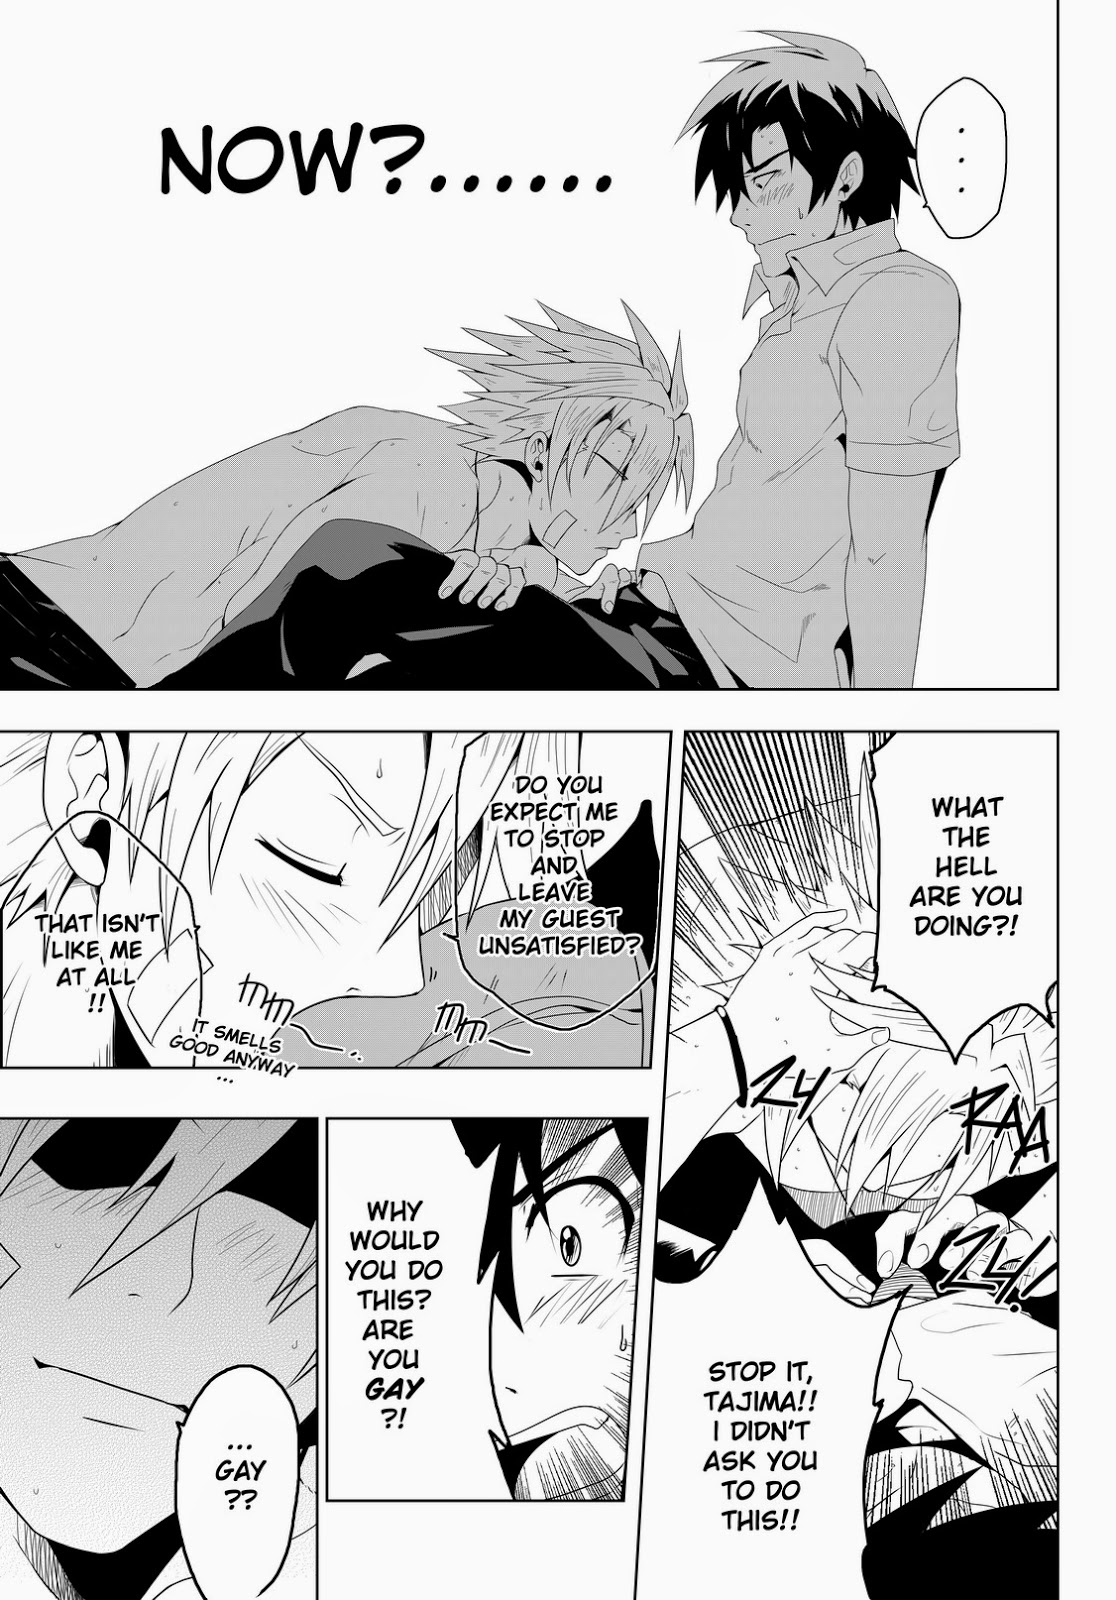 ...
NOW?......
WHAT
THE
HELL
ARE YOU
DOING?!
RAA
STOP IT,
TAJIMA!!
I DIDN'T
ASK YOU
TO DO
THIS!!
DO YOU
EXPECT ME
TO STOP
AND
LEAVE
MY GUEST
UNSATISFIED?
THAT ISN'T
LIKE ME
AT ALL
!!
IT SMELLS
GOOD ANYWAY
...
WHY
WOULD
YOU DO
THIS?
ARE
YOU
GAY
?!
...
GAY
??